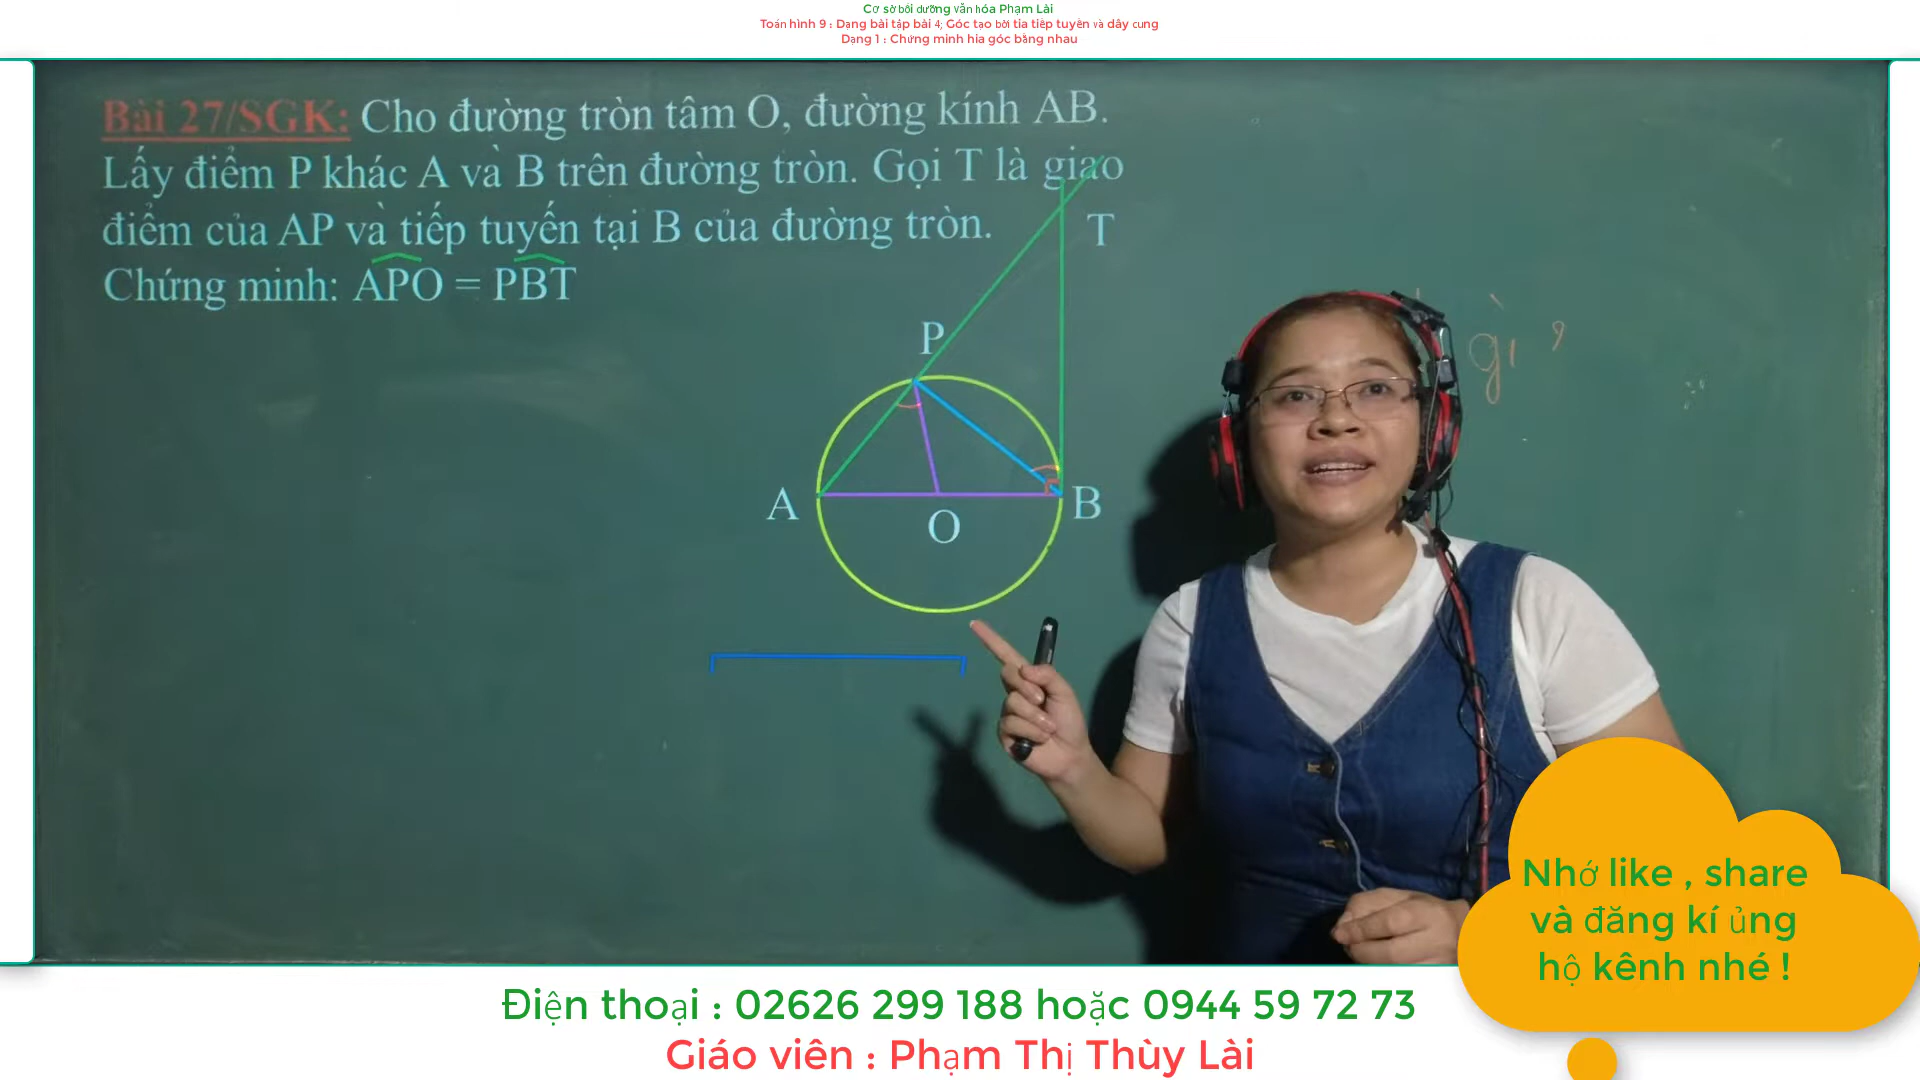 Cơ sở bồi dưỡng văn hóa Phạm Lài
Toán hình 9 : Dạng bài tập bài 4; Góc tạo bởi tia tiếp tuyến và dây cung
Dạng 1 : Chứng minh hia góc bằng nhau
Bài 27/SGK: Cho đường tròn tâm O, đường kính AB.
Lấy điểm P khác A và B trên đường tròn. Gọi T là giao
điểm của AP và tiếp tuyến tại B của đường tròn.
Chứng minh: APO = PBT
T
P
A
O
B
gì ?
Nhớ like , share
và đăng kí ủng
hộ kênh nhé !
Điện thoại : 02626 299 188 hoặc 0944 59 72 73
Giáo viên : Phạm Thị Thùy Lài